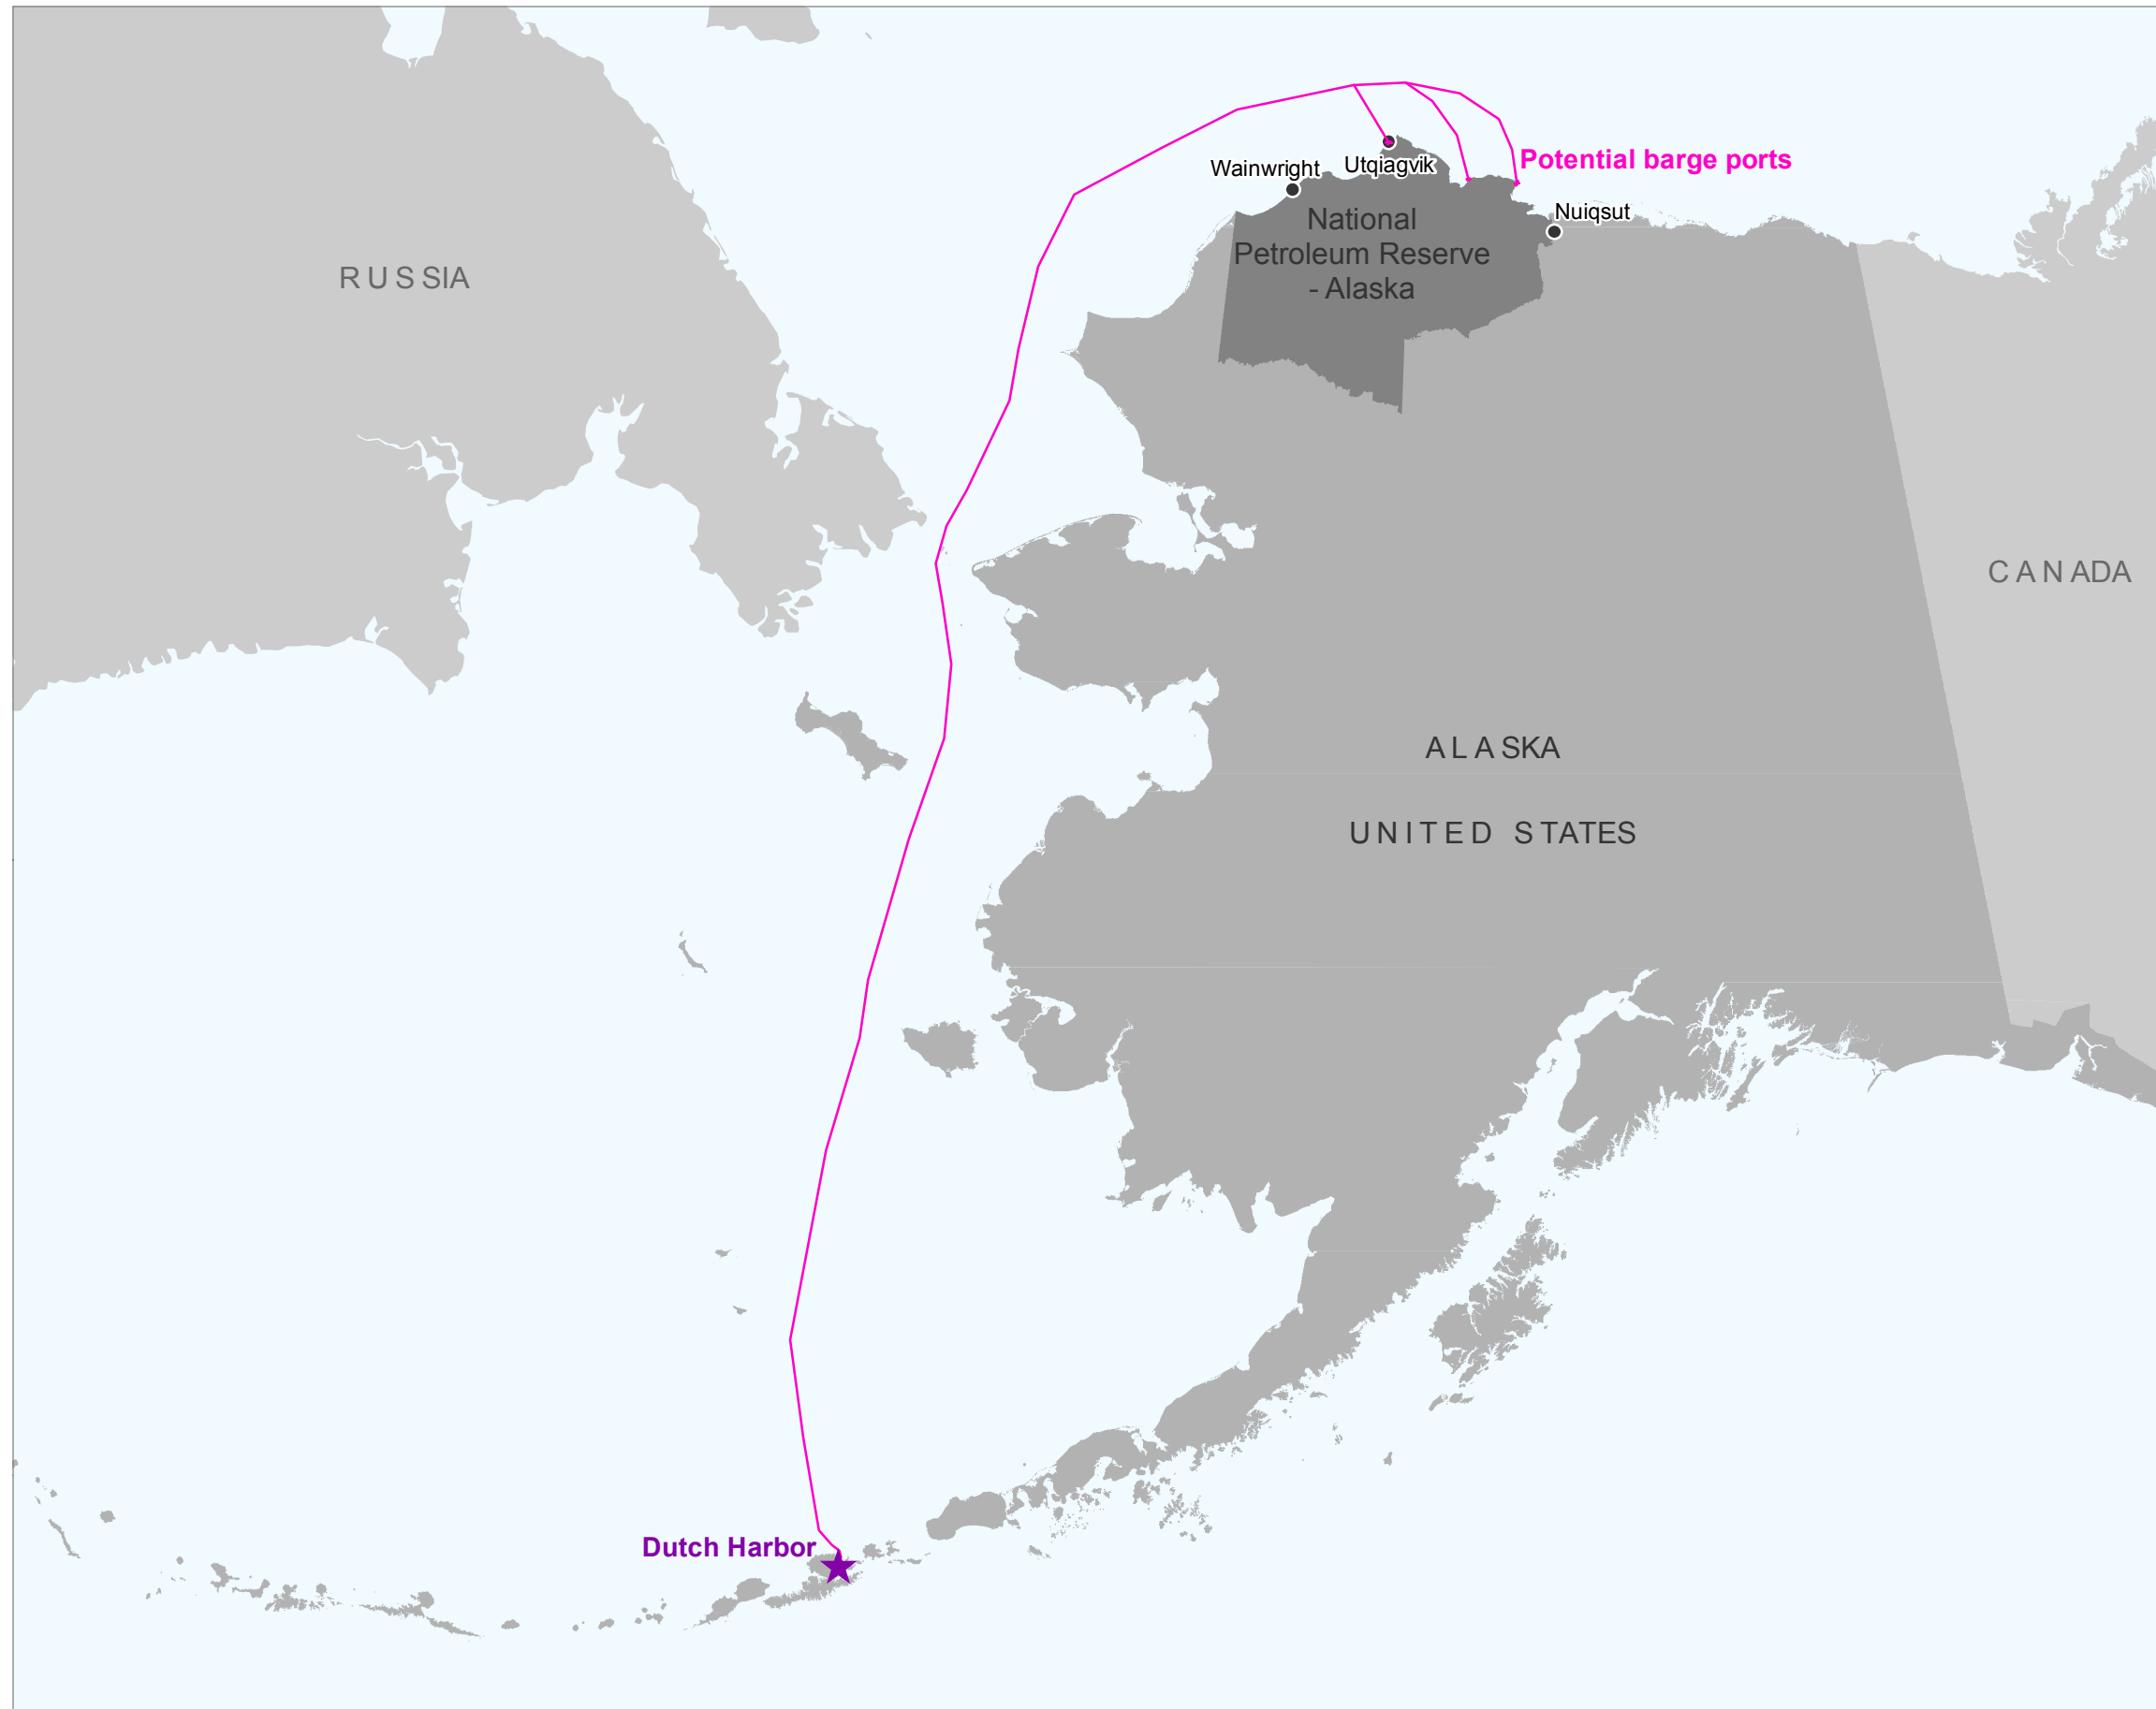 Potential barge ports
Wainwright
Utqiagvik
Nuiqsut
National
Petroleum Reserve
- Alaska
RUSSIA
CANADA
ALASKA
UNITED STATES
Dutch Harbor